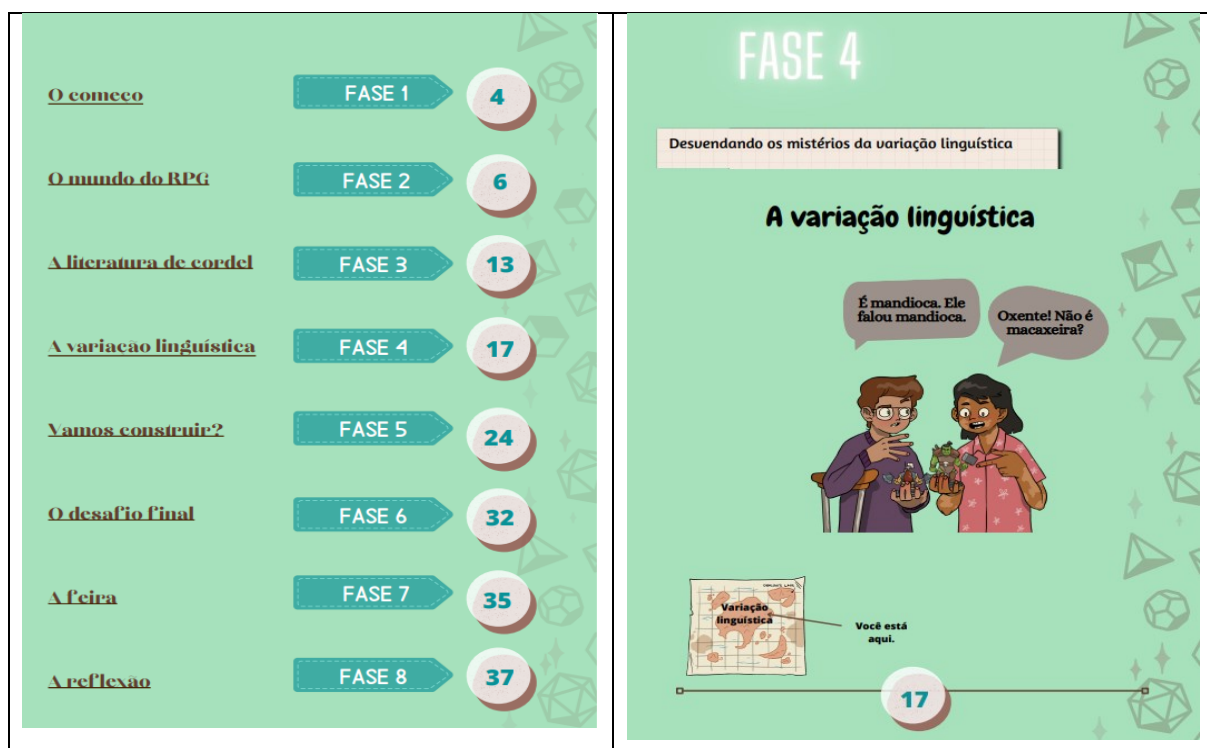 O começo FASE 1 4
O mundo do RPG FASE 2 6
A literatura de cordel FASE 3 13
A variação linguística FASE 4 17
Vamos construir? FASE 5 24
O desafio final FASE 6 32
A feira FASE 7 35
A reflexão FASE 8 37
FASE 4
Desvendando os mistérios da variação linguística
A variação linguística
É mandioca. Ele
falou mandioca.
Oxente! Não é
macaxeira?
Variação
linguística
Você está
aqui.
17